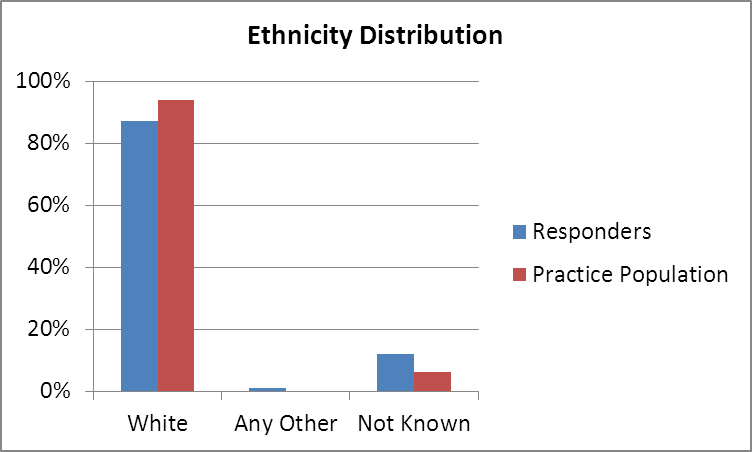 Ethnicity Distribution
100%
80%
60%
40%
20%
0%
White
Any Other
Not Known
Responders
Practice Population